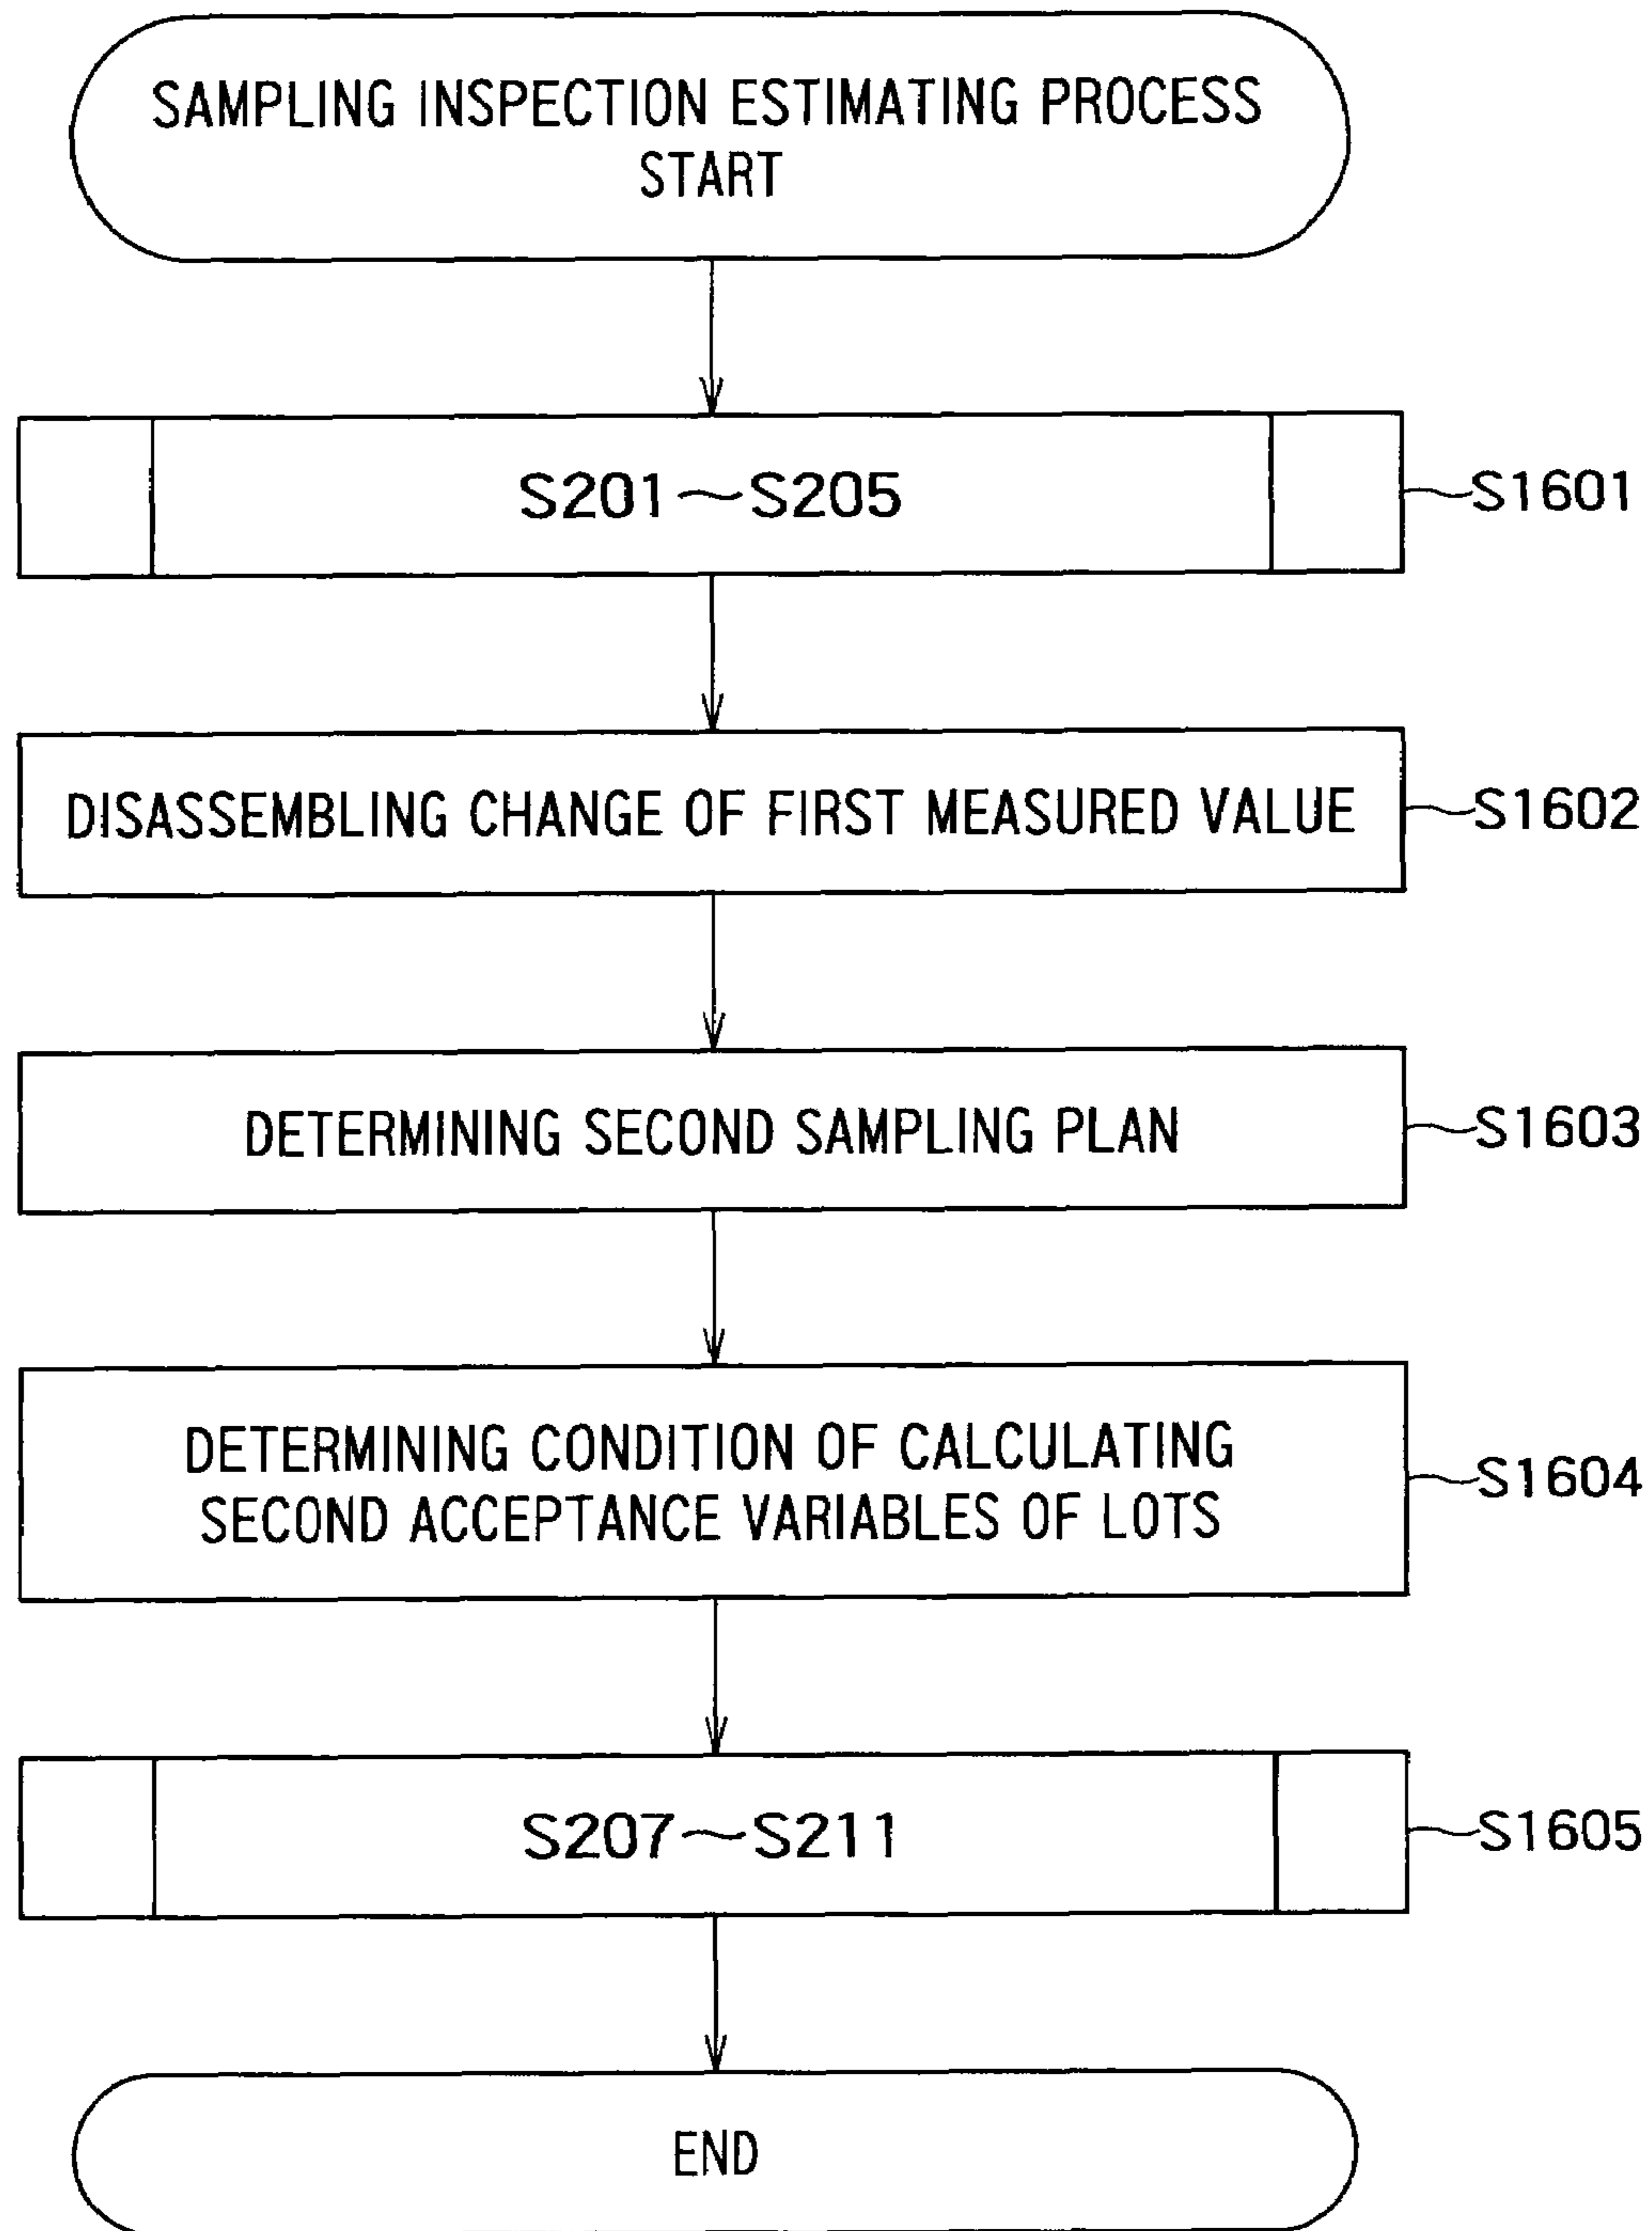 SAMPLING INSPECTION ESTIMATING PROCESS
START
S201~S205
S1601
DISASSEMBLING CHANGE OF FIRST MEASURED VALUE
S1602
DETERMINING SECOND SAMPLING PLAN
S1603
DETERMINING CONDITION OF CALCULATING
SECOND ACCEPTANCE VARIABLES OF LOTS
S1604
S207~S211
S1605
END